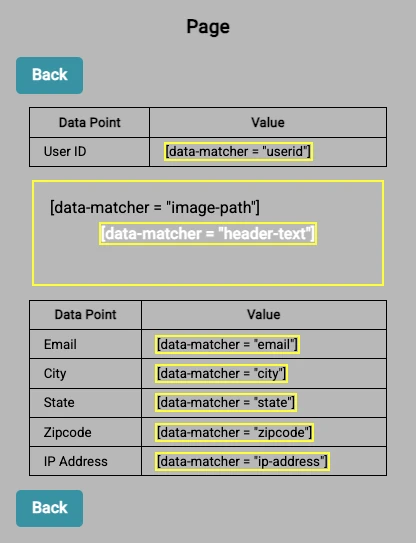 Page
Back
Data Point Value
User ID [data-matcher = "userid"]
[data-matcher = "image-path"]
[data-matcher = "header-text"]
Data Point Value
Email [data-matcher = "email"]
City [data-matcher = "city"]
State [data-matcher = "state"]
Zipcode [data-matcher = "zipcode"]
IP Address [data-matcher = "ip-address"]
Back